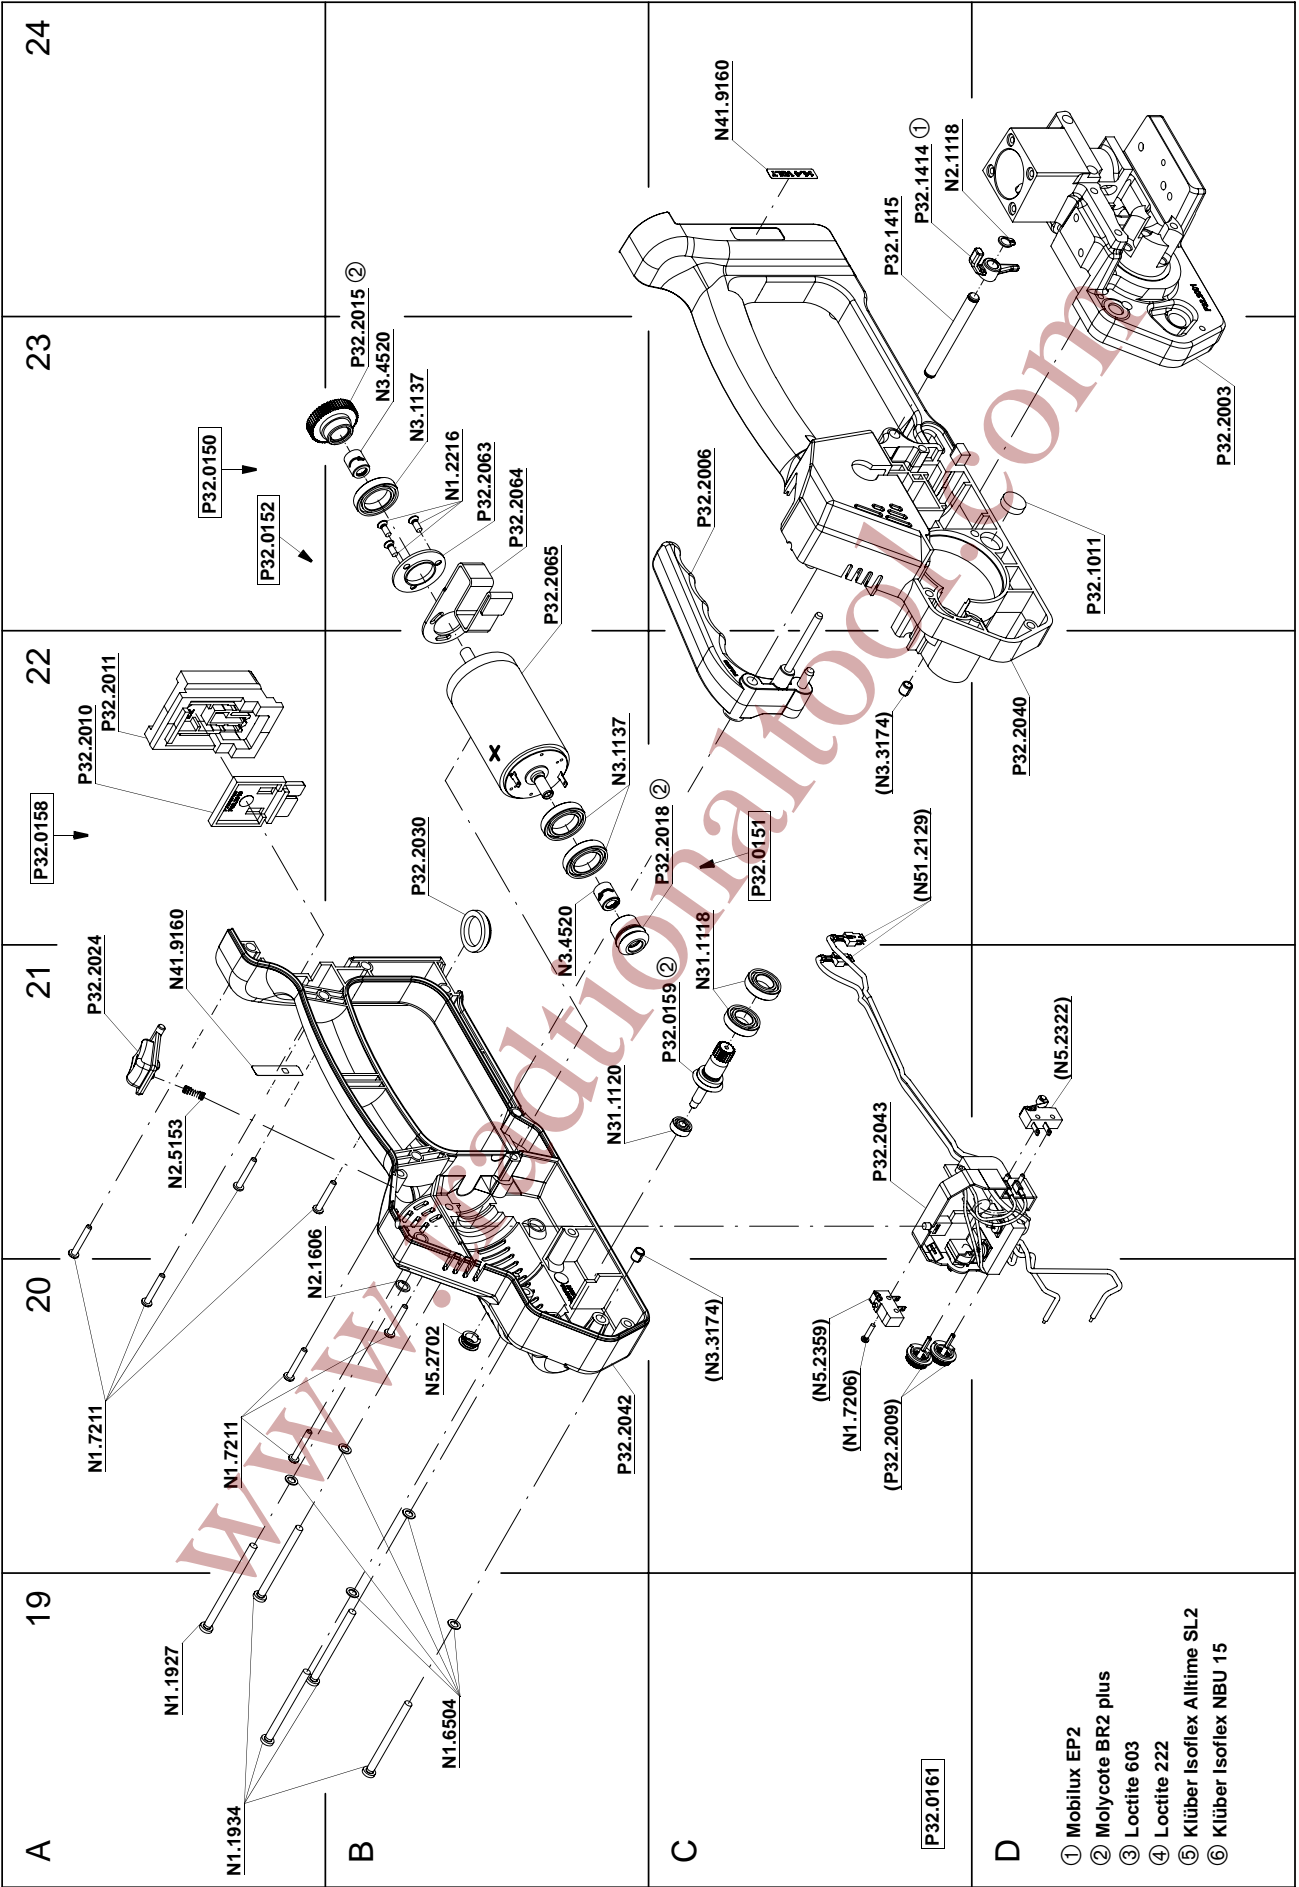 A
B
C
D
19
20
21
22
23
24
N1.1934
N1.1927
N1.6504
P32.0161
N1.7211
N1.7211
N2.1606
N5.2702
P32.2042
(N3.3174)
(N5.2359)
(N1.7206)
(P32.2009)
P32.2024
N41.9160
N2.5153
P32.2030
N3.4520
P32.0159 ②
N31.1118
N31.1120
P32.2043
(N5.2322)
P32.0158
P32.2010
P32.2011
N3.1137
P32.2018 ②
P32.0151
(N51.2129)
(N3.3174)
P32.2040
P32.0150
P32.0152
P32.2015 ②
N3.4520
N3.1137
N1.2216
P32.2063
P32.2064
P32.2065
P32.2006
P32.1011
P32.2003
N41.9160
14.4 VOLT
P32.1415
P32.1414 ①
N2.1118
X
① Mobilux EP2
② Molycote BR2 plus
③ Loctite 603
④ Loctite 222
⑤ Klüber Isoflex Alltime SL2
⑥ Klüber Isoflex NBU 15
www.tradtionaltool.com